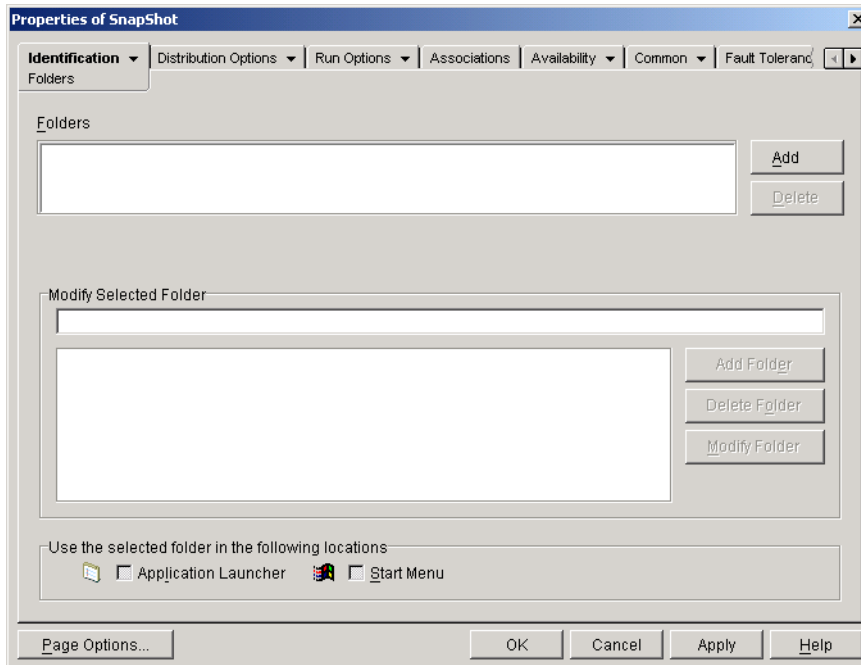 Properties of SnapShot
Identification Distribution Options Run Options Associations Availability Common Fault Toleranc
Folders
Folders
Add
Delete
Modify Selected Folder
Add Folder
Delete Folder
Modify Folder
Use the selected folder in the following locations
Application Launcher Start Menu
Page Options... OK Cancel Apply Help